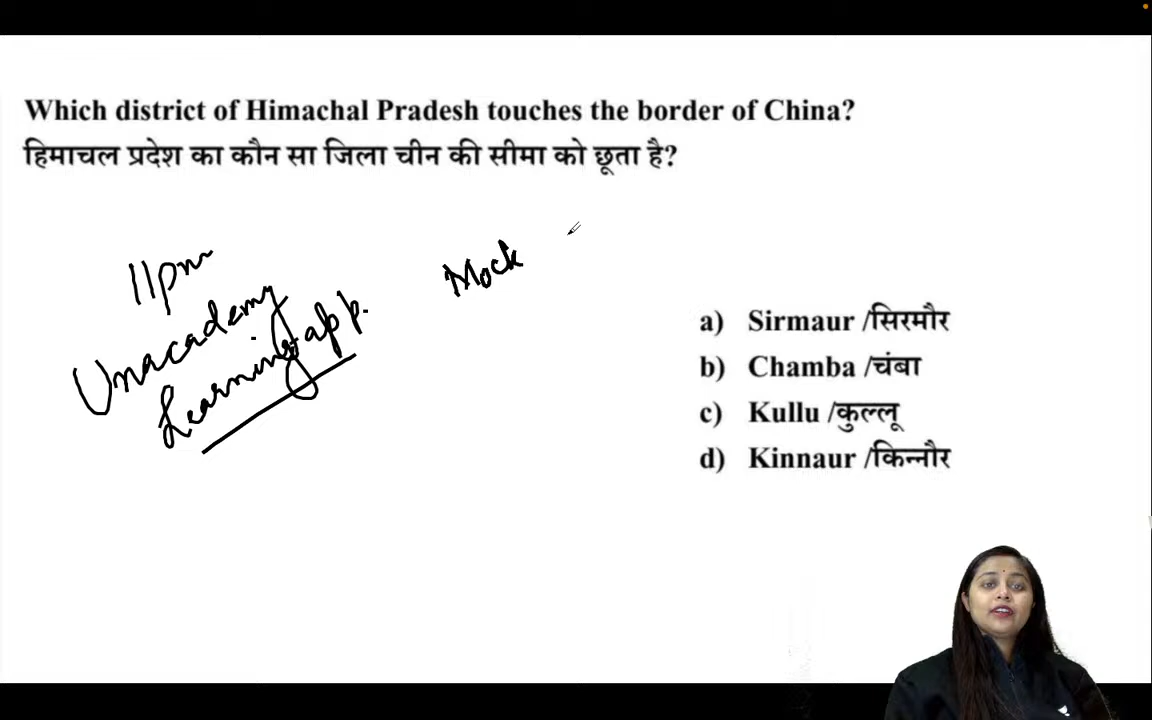 Which district of Himachal Pradesh touches the border of China?
हिमाचल प्रदेश का कौन सा जिला चीन की सीमा को छूता है?
11pm
Unacademy
Learning app.
Mock
a) Sirmaur /सिरमौर
b) Chamba /चंबा
c) Kullu /कुल्लू
d) Kinnaur /किन्नौर